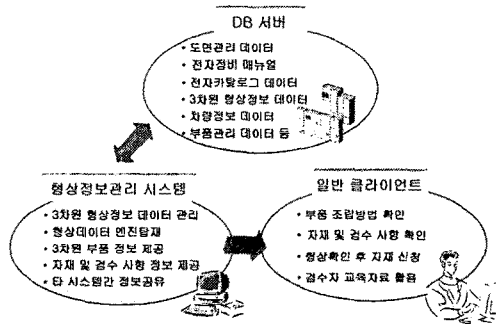 DB 서버
• 도면관리 데이터
• 전자정비 매뉴얼
• 전자카탈로그 데이터
• 3차원 형상정보 데이터
• 차량정보 데이터
• 부품관리 데이터 등
형상정보관리 시스템
• 3차원 형상정보 데이터 관리
• 형상데이터 엔진탑재
• 3차원 부품 정보 제공
• 자재 및 검수 사항 정보 제공
• 타 시스템간 정보공유
일반 클라이언트
• 부품 조립방법 확인
• 자재 및 검수 사항 확인
• 형상확인 후 자재 신청
• 검수자 교육자료 활용